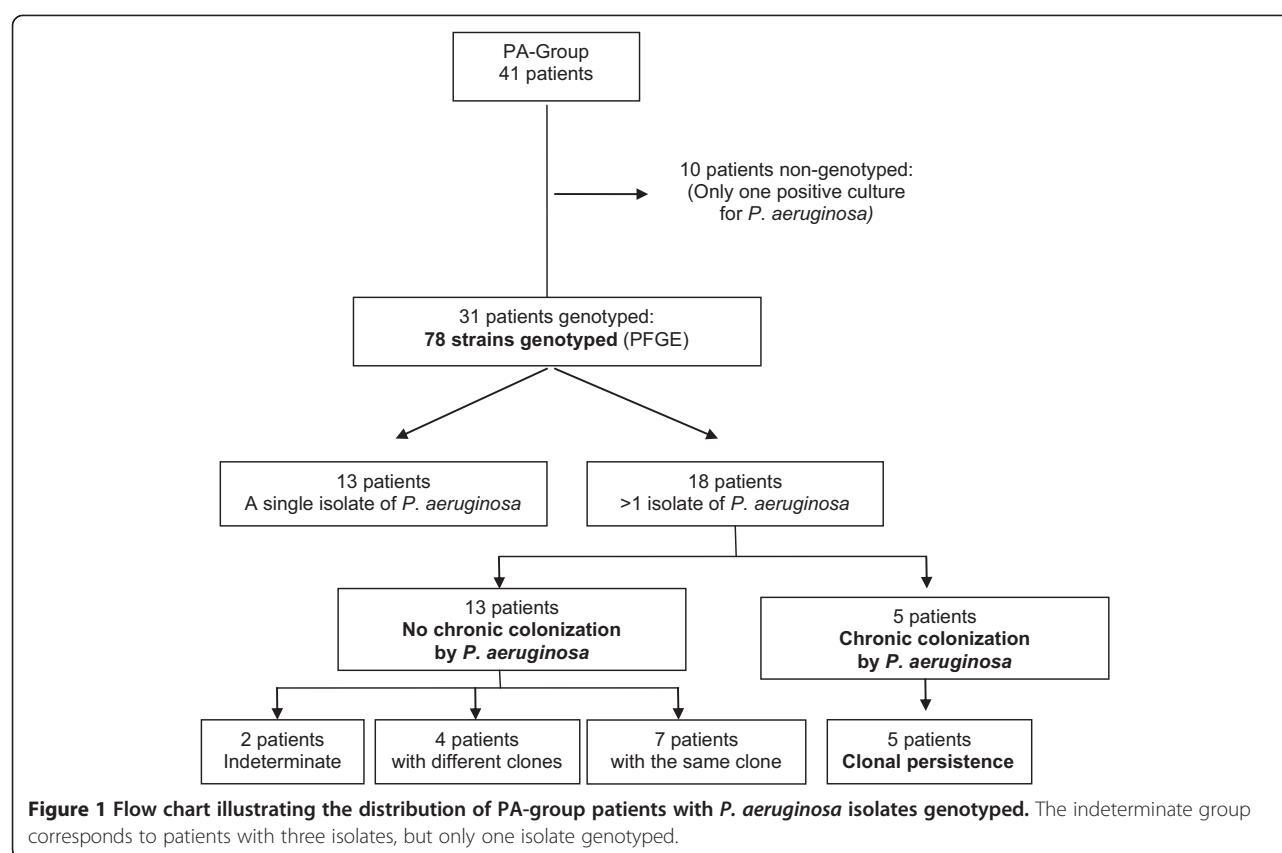 PA-Group
41 patients
10 patients non-genotyped:
(Only one positive culture
for P. aeruginosa)
31 patients genotyped:
78 strains genotyped (PFGE)
13 patients
A single isolate of P. aeruginosa
18 patients
>1 isolate of P. aeruginosa
13 patients
No chronic colonization
by P. aeruginosa
5 patients
Chronic colonization
by P. aeruginosa
2 patients
Indeterminate
4 patients
with different clones
7 patients
with the same clone
5 patients
Clonal persistence
Figure 1 Flow chart illustrating the distribution of PA-group patients with P. aeruginosa isolates genotyped. The indeterminate group
corresponds to patients with three isolates, but only one isolate genotyped.